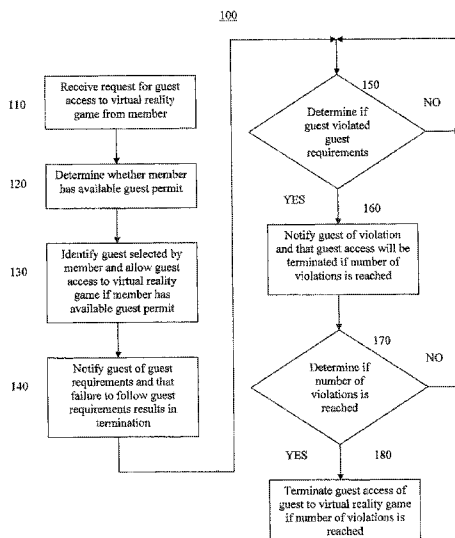 100
110
Receive request for guest
access to virtual reality
game from member
120
Determine whether member
has available guest permit
130
Identify guest selected by
member and allow guest
access to virtual reality
game if member has
available guest permit
140
Notify guest of guest
requirements and that
failure to follow guest
requirements results in
termination
150
Determine if
guest violated
guest
requirements
NO
YES
160
Notify guest of violation
and that guest access will be
terminated if number of
violations is reached
170
Determine if
number of
violations
is reached
NO
YES
180
Terminate guest access of
guest to virtual reality game
if number of violations is
reached